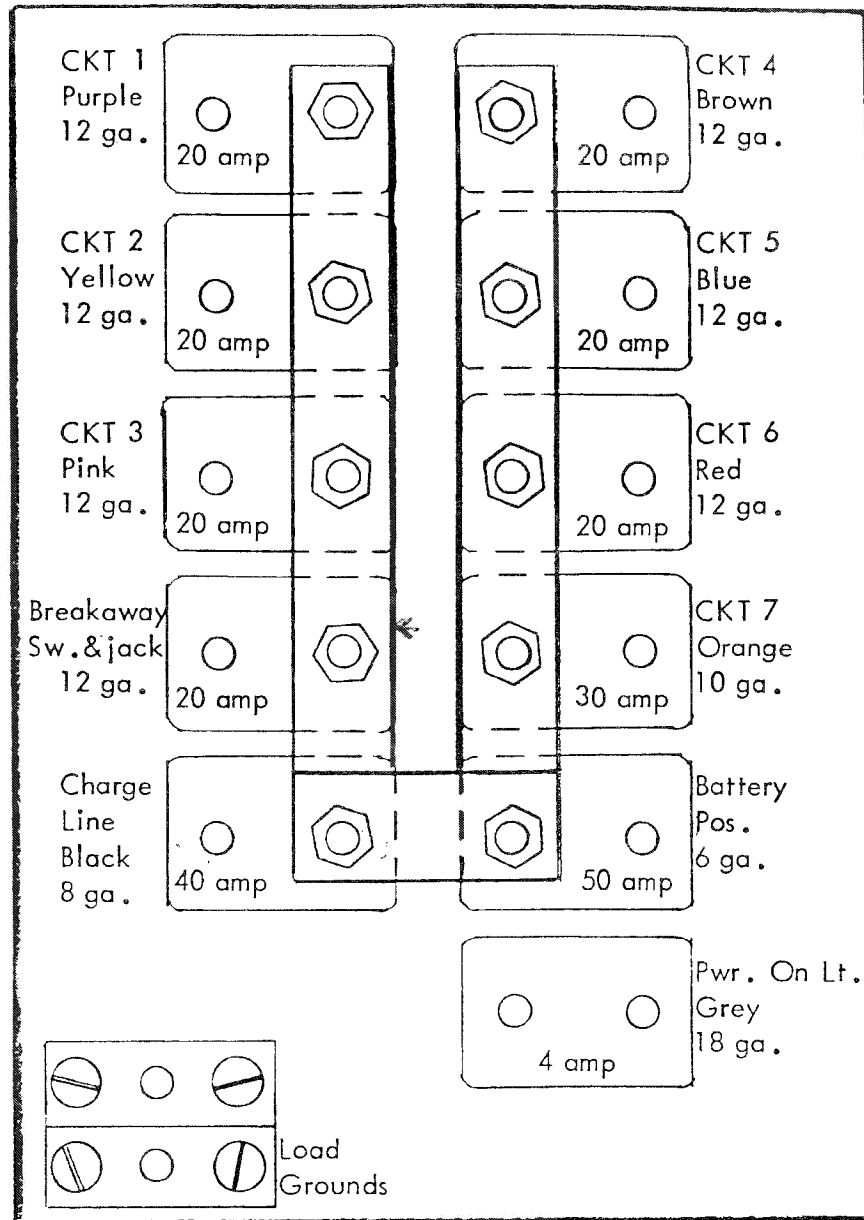 CKT 1
Purple
12 ga.
20 amp
CKT 4
Brown
12 ga.
20 amp
CKT 2
Yellow
12 ga.
20 amp
CKT 5
Blue
12 ga.
20 amp
CKT 3
Pink
12 ga.
20 amp
CKT 6
Red
12 ga.
20 amp
Breakaway
Sw.&jack
12 ga.
20 amp
CKT 7
Orange
10 ga.
30 amp
Charge
Line
Black
8 ga.
40 amp
Battery
Pos.
6 ga.
50 amp
Pwr. On Lt.
Grey
18 ga.
4 amp
Load
Grounds